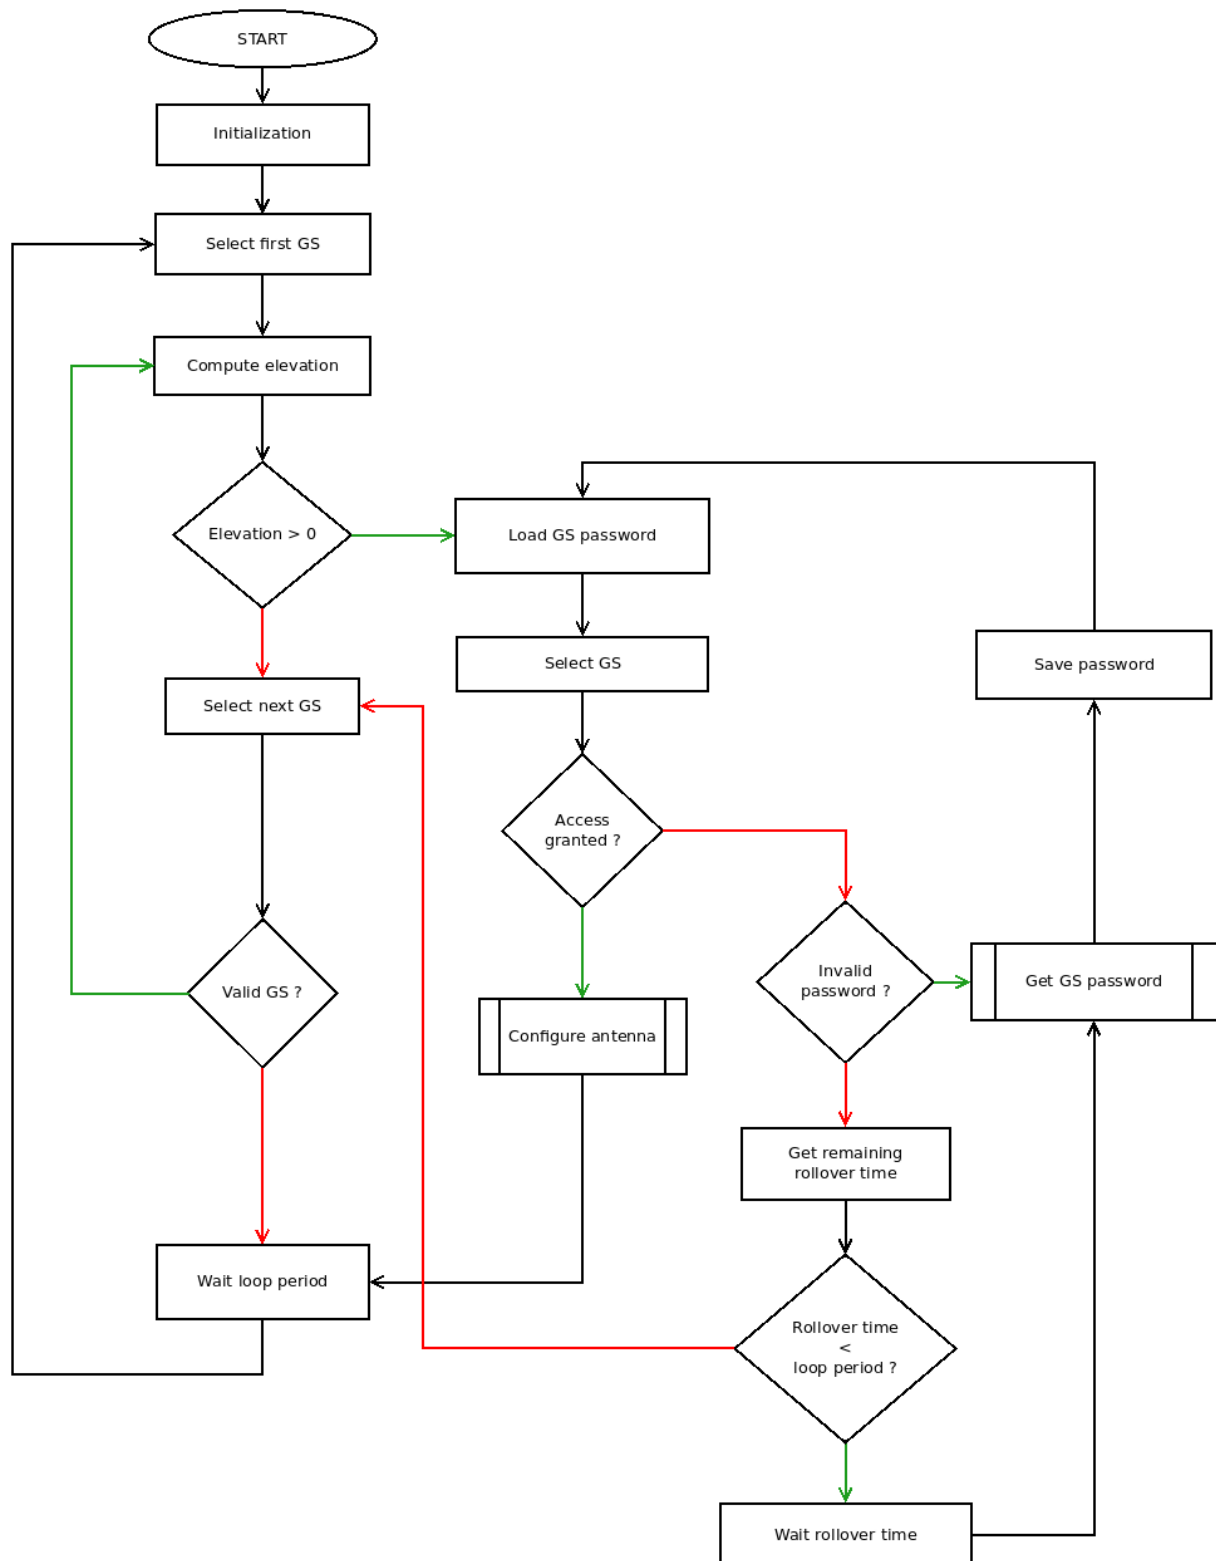 START
Initialization
Select first GS
Compute elevation
Elevation > 0
Load GS password
Select GS
Save password
Select next GS
Access
granted ?
Invalid
password ?
Get GS password
Valid GS ?
Configure antenna
Get remaining
rollover time
Wait loop period
Rollover time
<
loop period ?
Wait rollover time